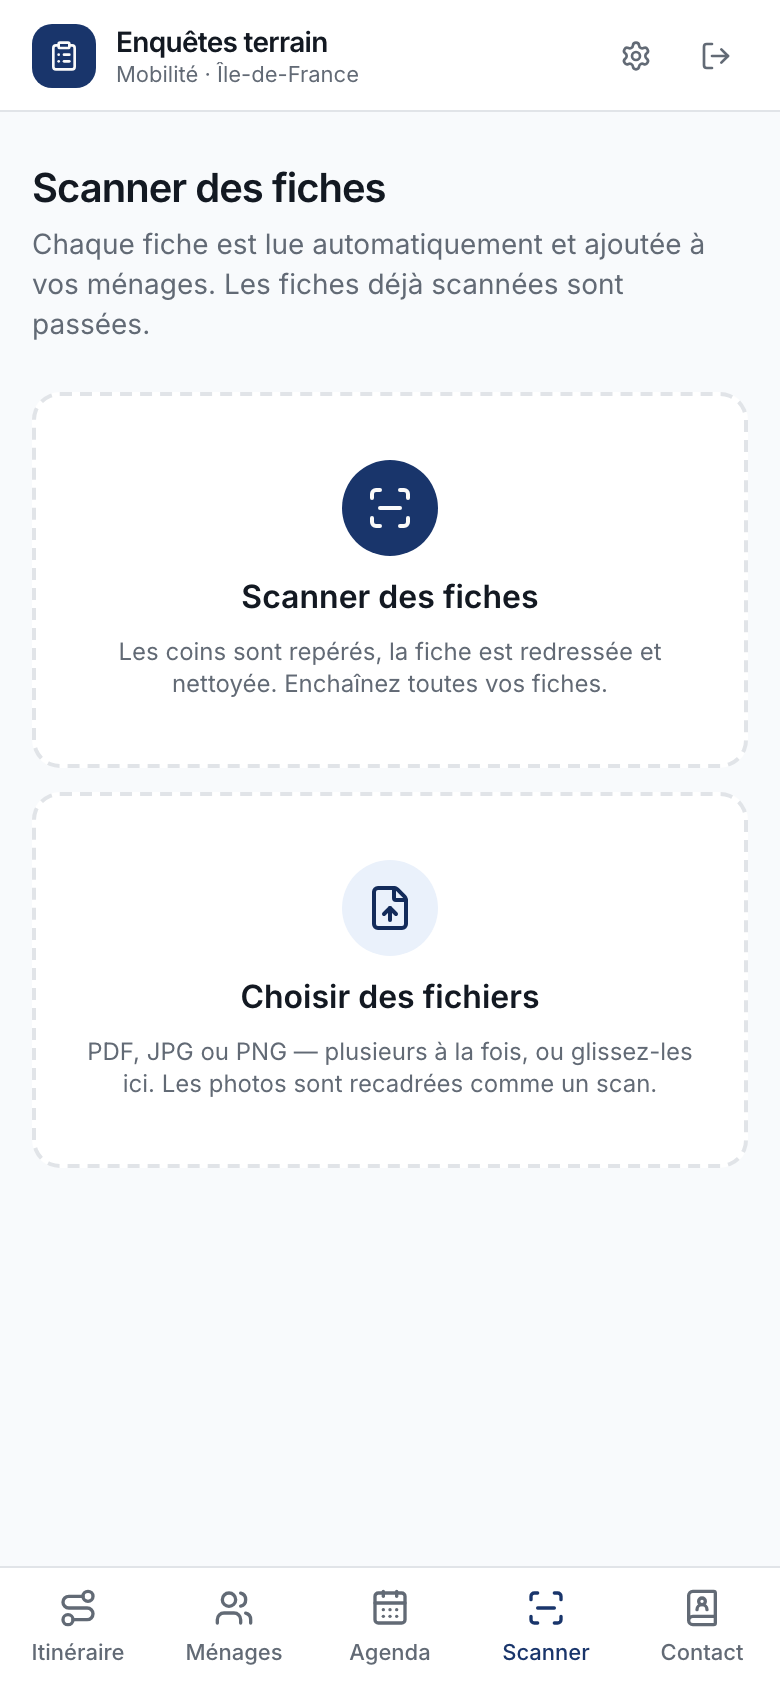 Enquêtes terrain
Mobilité · Île-de-France
Scanner des fiches
Chaque fiche est lue automatiquement et ajoutée à
vos ménages. Les fiches déjà scannées sont
passées.
Scanner des fiches
Les coins sont repérés, la fiche est redressée et
nettoyée. Enchaînez toutes vos fiches.
Choisir des fichiers
PDF, JPG ou PNG — plusieurs à la fois, ou glissez-les
ici. Les photos sont recadrées comme un scan.
Itinéraire Ménages Agenda Scanner Contact